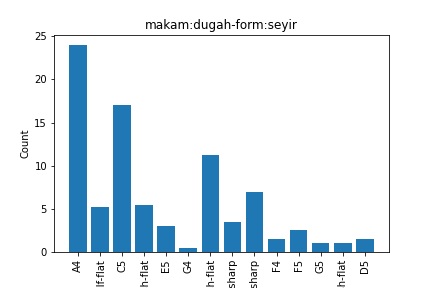 makam:dugah-form:seyir
25
20
15
10
5
0
Count
A4
lf-flat
C5
h-flat
E5
G4
h-flat
sharp
sharp
F4
F5
G5
h-flat
D5